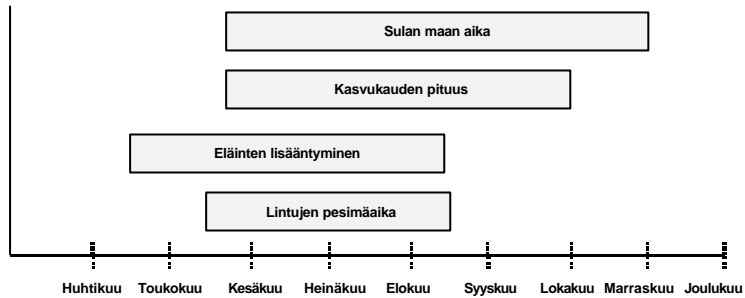 Sulan maan aika
Kasvukauden pituus
Eläinten lisääntyminen
Lintujen pesimäaika
Huhtikuu Toukokuu Kesäkuu Heinäkuu Elokuu Syyskuu Lokakuu Marraskuu Joulukuu